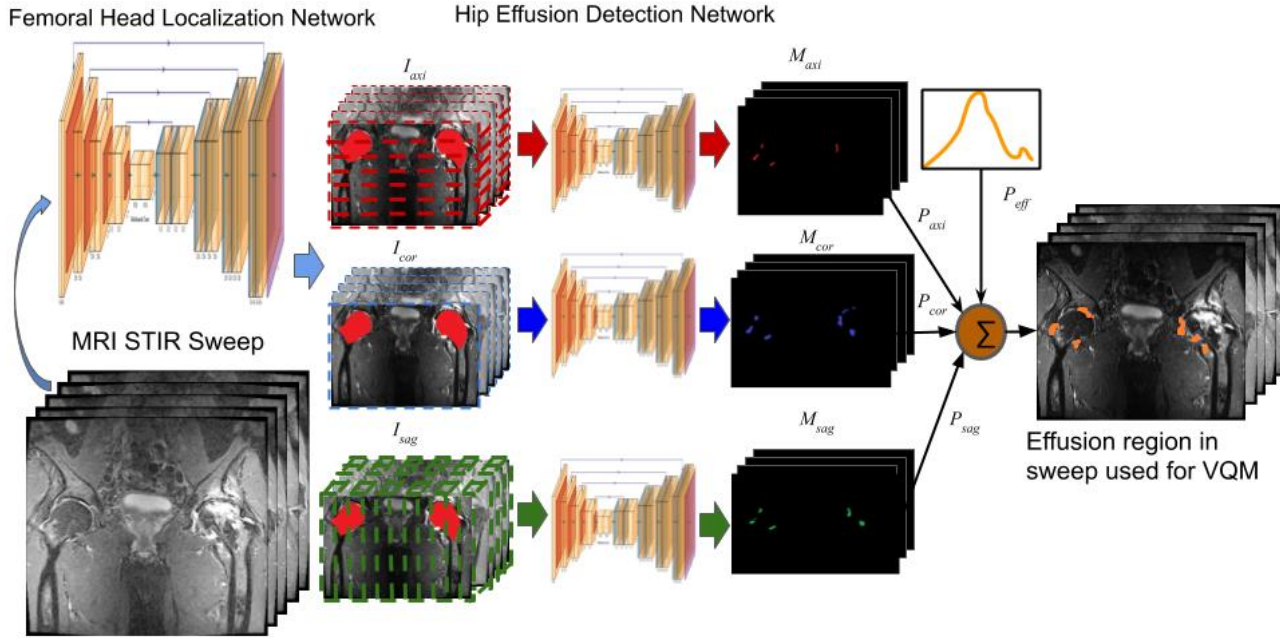 Femoral Head Localization Network
Hip Effusion Detection Network
I_axi
M_axi
P_eff
P_axi
I_cor
M_cor
P_cor
MRI STIR Sweep
Σ
I_sag
M_sag
P_sag
Effusion region in
sweep used for VQM